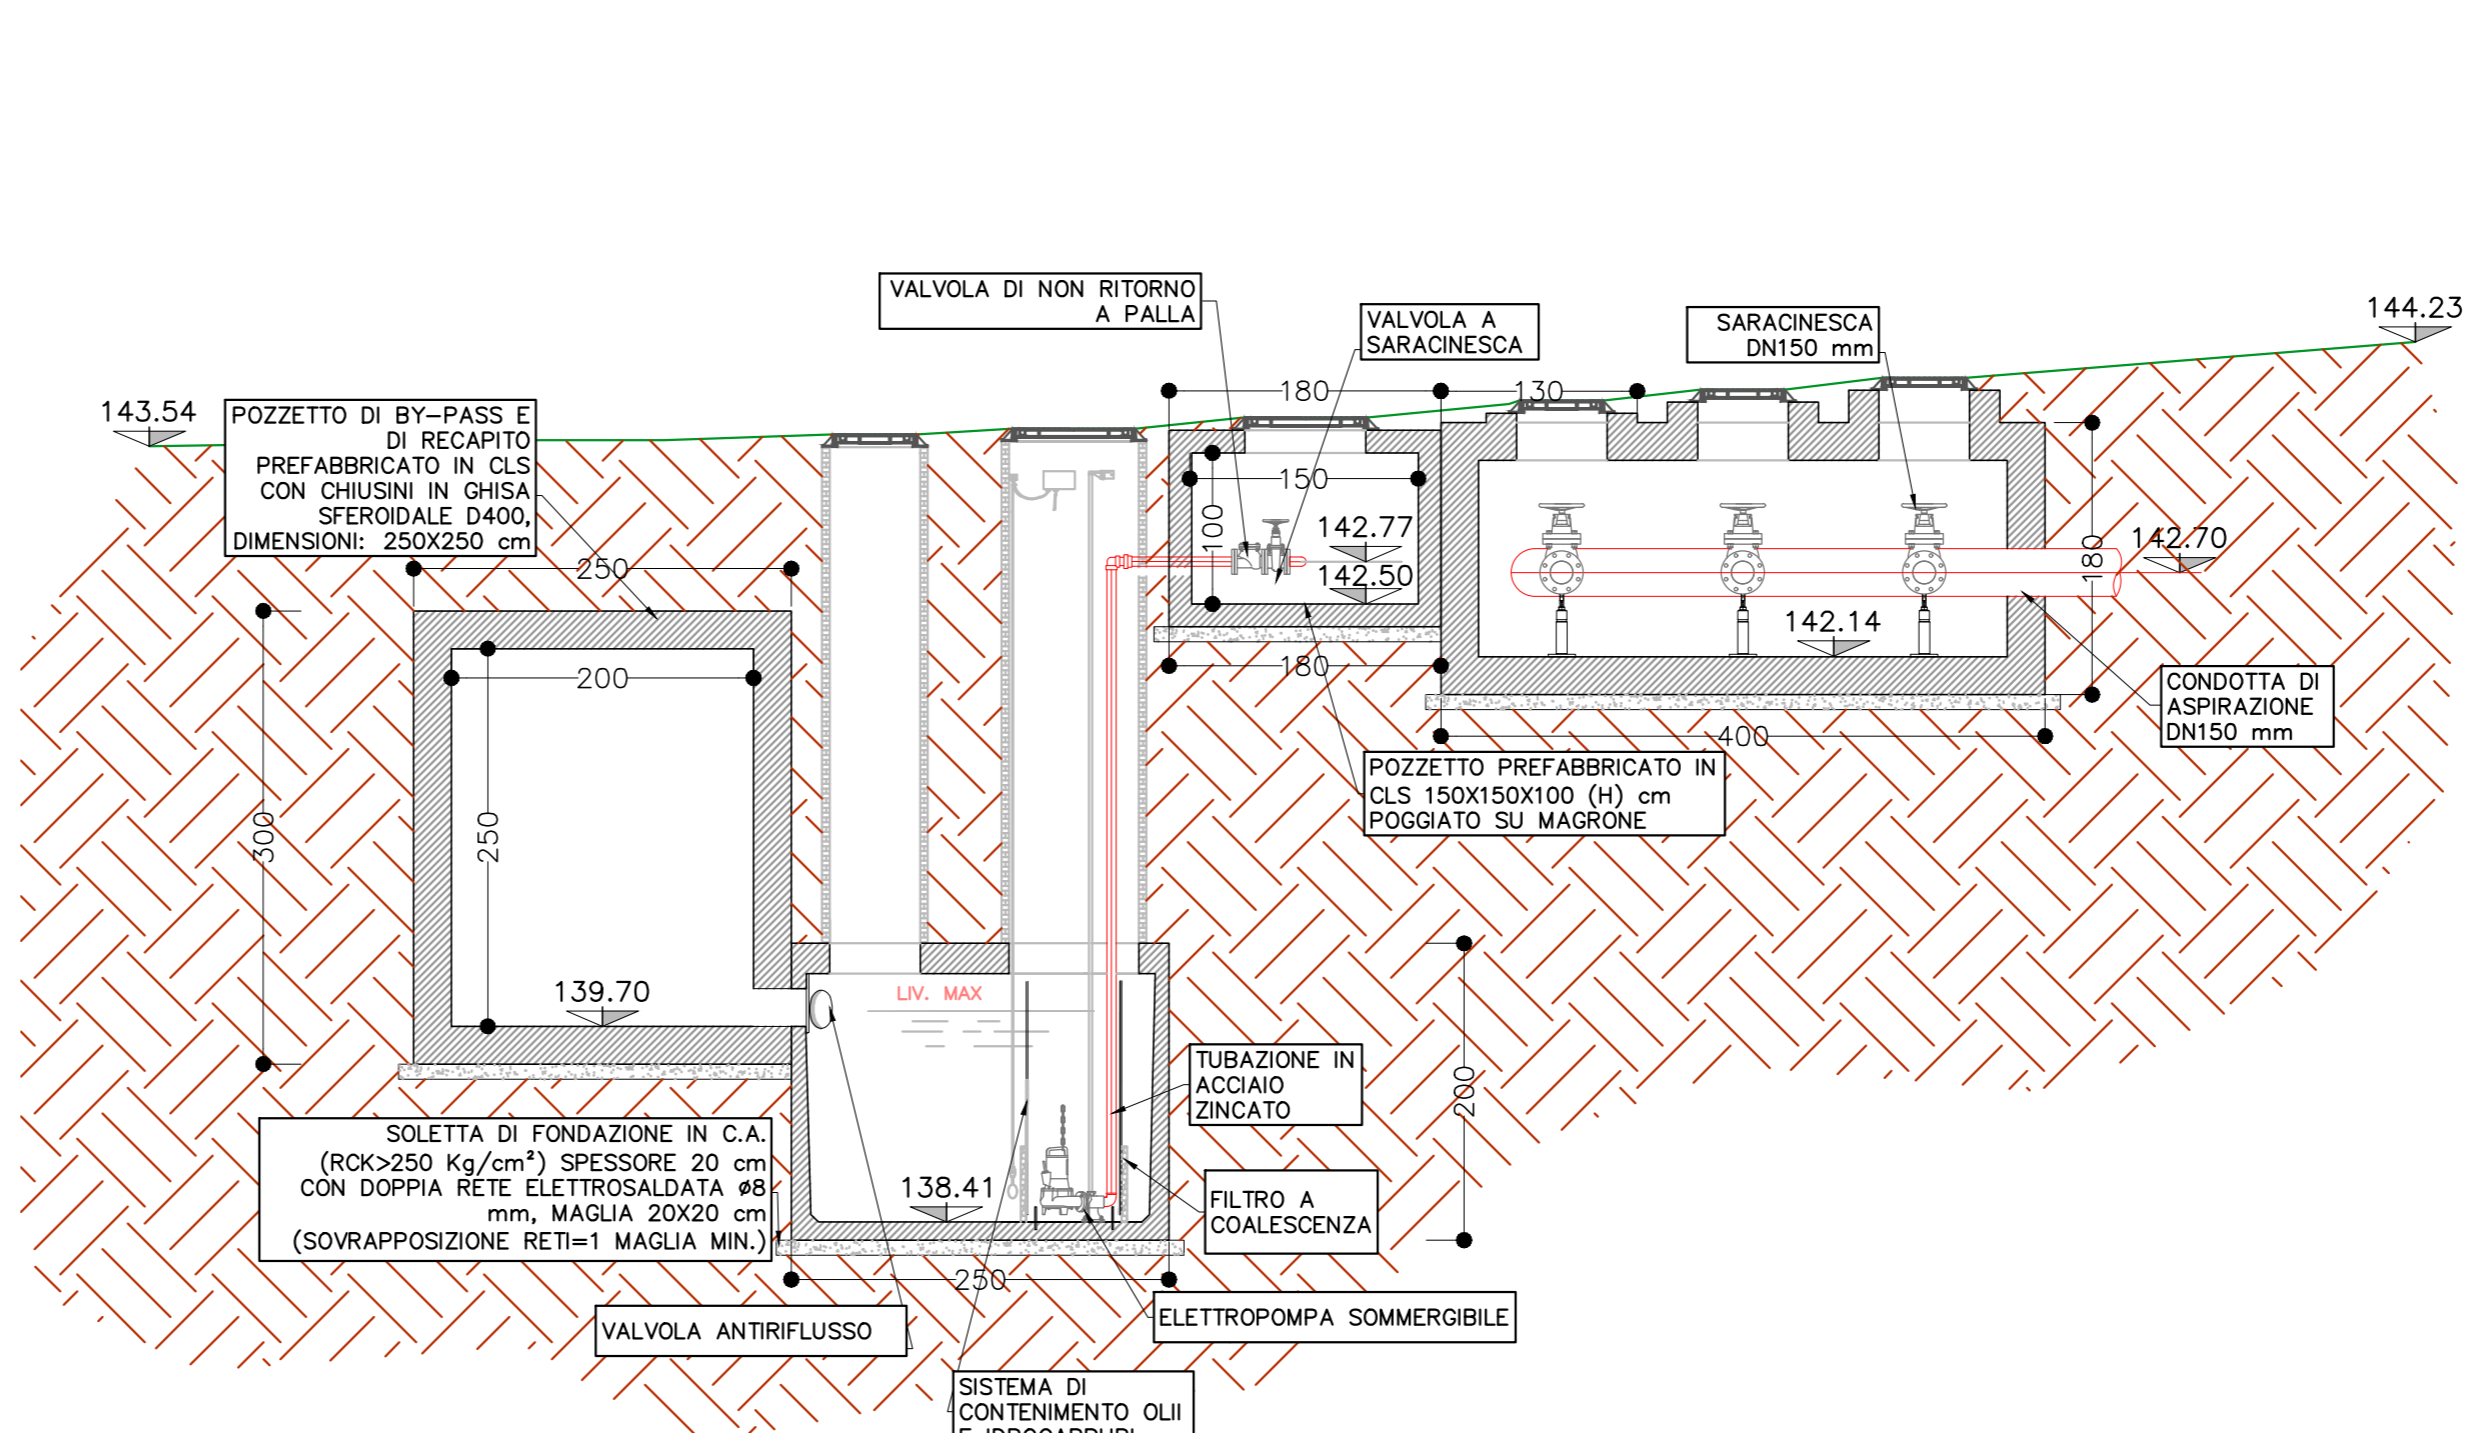 VALVOLA DI NON RITORNO
A PALLA
VALVOLA A
SARACINESCA
SARACINESCA
DN150 mm
144.23
143.54
POZZETTO DI BY-PASS E
DI RECAPITO
PREFABBRICATO IN CLS
CON CHIUSINI IN GHISA
SFEROIDALE D400,
DIMENSIONI: 250X250 cm
180
130
150
100
142.77
142.50
180
142.70
180
142.14
400
CONDOTTA DI
ASPIRAZIONE
DN150 mm
POZZETTO PREFABBRICATO IN
CLS 150X150X100 (H) cm
POGGIATO SU MAGRONE
250
200
300
250
139.70
LIV. MAX
TUBAZIONE IN
ACCIAIO
ZINCATO
200
SOLETTA DI FONDAZIONE IN C.A.
(RCK>250 Kg/cm²) SPESSORE 20 cm
CON DOPPIA RETE ELETTROSALDATA ø8
mm, MAGLIA 20X20 cm
(SOVRAPPOSIZIONE RETI=1 MAGLIA MIN.)
138.41
FILTRO A
COALESCENZA
250
VALVOLA ANTIRIFLUSSO
ELETTROPOMPA SOMMERGIBILE
SISTEMA DI
CONTENIMENTO OLII
E IDROCARBURI